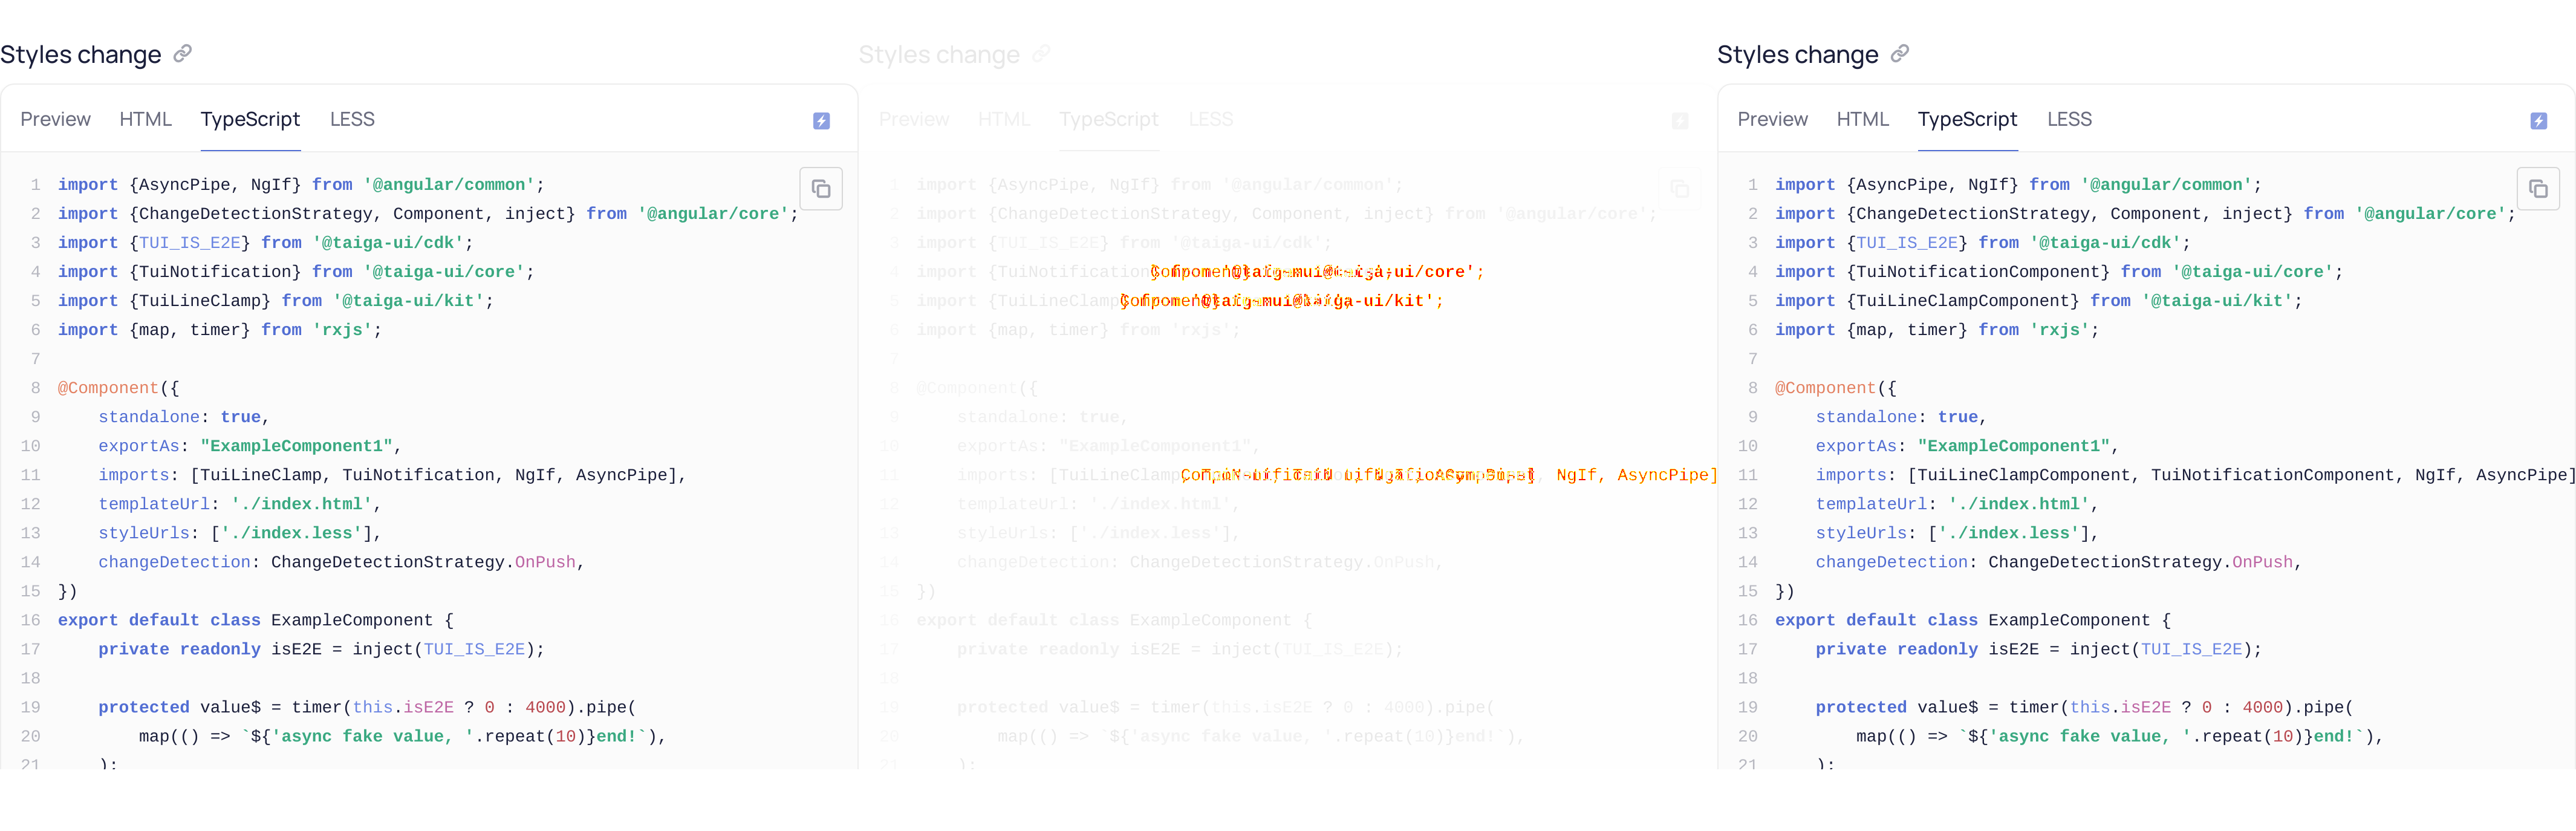 Styles change
Preview HTML TypeScript LESS
1 import {AsyncPipe, NgIf} from '@angular/common';
2 import {ChangeDetectionStrategy, Component, inject} from '@angular/core';
3 import {TUI_IS_E2E} from '@taiga-ui/cdk';
4 import {TuiNotification} from '@taiga-ui/core';
5 import {TuiLineClamp} from '@taiga-ui/kit';
6 import {map, timer} from 'rxjs';
7
8 @Component({
9 standalone: true,
10 exportAs: "ExampleComponent1",
11 imports: [TuiLineClamp, TuiNotification, NgIf, AsyncPipe],
12 templateUrl: './index.html',
13 styleUrls: ['./index.less'],
14 changeDetection: ChangeDetectionStrategy.OnPush,
15 })
16 export default class ExampleComponent {
17 private readonly isE2E = inject(TUI_IS_E2E);
18
19 protected value$ = timer(this.isE2E ? 0 : 4000).pipe(
20 map(() => `${'async fake value, '.repeat(10)}end!`),
21 );
Styles change
Preview HTML TypeScript LESS
1 import {AsyncPipe, NgIf} from '@angular/common';
2 import {ChangeDetectionStrategy, Component, inject} from '@angular/core';
3 import {TUI_IS_E2E} from '@taiga-ui/cdk';
4 import {TuiNotification
5 import {TuiLineClamp
6 import {map, timer} from 'rxjs';
7
8 @Component({
9 standalone: true,
10 exportAs: "ExampleComponent1",
11 imports: [TuiLineClamp NgIf, AsyncPipe]
12 templateUrl: './index.html',
13 styleUrls: ['./index.less'],
14 changeDetection: ChangeDetectionStrategy.OnPush,
15 })
16 export default class ExampleComponent {
17 private readonly isE2E = inject(TUI_IS_E2E);
18
19 protected value$ = timer(this.isE2E ? 0 : 4000).pipe(
20 map(() => `${'async fake value, '.repeat(10)}end!`),
21 );
Styles change
Preview HTML TypeScript LESS
1 import {AsyncPipe, NgIf} from '@angular/common';
2 import {ChangeDetectionStrategy, Component, inject} from '@angular/core';
3 import {TUI_IS_E2E} from '@taiga-ui/cdk';
4 import {TuiNotificationComponent} from '@taiga-ui/core';
5 import {TuiLineClampComponent} from '@taiga-ui/kit';
6 import {map, timer} from 'rxjs';
7
8 @Component({
9 standalone: true,
10 exportAs: "ExampleComponent1",
11 imports: [TuiLineClampComponent, TuiNotificationComponent, NgIf, AsyncPipe]
12 templateUrl: './index.html',
13 styleUrls: ['./index.less'],
14 changeDetection: ChangeDetectionStrategy.OnPush,
15 })
16 export default class ExampleComponent {
17 private readonly isE2E = inject(TUI_IS_E2E);
18
19 protected value$ = timer(this.isE2E ? 0 : 4000).pipe(
20 map(() => `${'async fake value, '.repeat(10)}end!`),
21 );